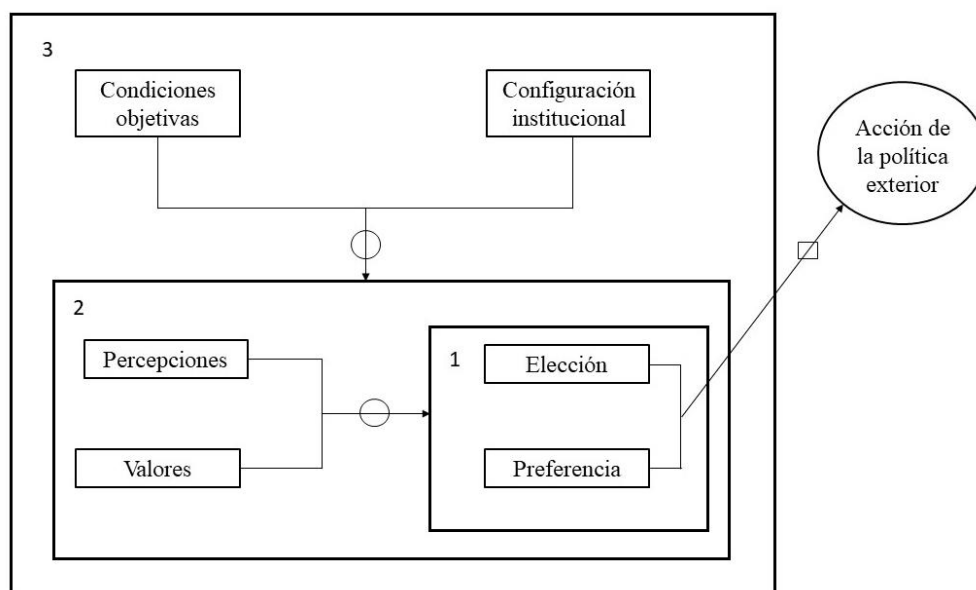 3
Condiciones
objetivas
Configuración
institucional
Acción de
la política
exterior
2
Percepciones
Valores
1
Elección
Preferencia